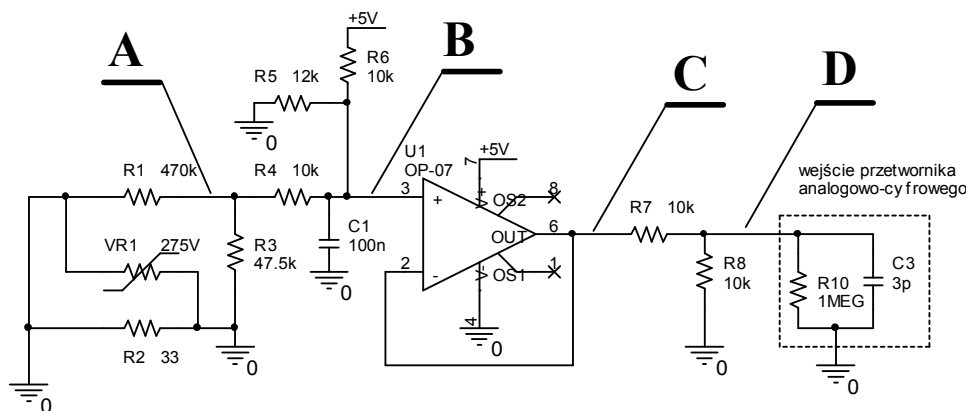 A
B
C
D
+5V
R6
10k
R5 12k
0
U1
OP-07
7
+5V
wejście przetwornika
analogowo-cyfrowego
R1 470k
R4 10k
3
+
V+
OS2
8
R7 10k
6
OUT
VR1 275V
R3
47.5k
C1
100n
0
2
-
V-
OS1
1
R8
10k
R10
1MEG
C3
3p
4
0
R2 33
0
0
0
0